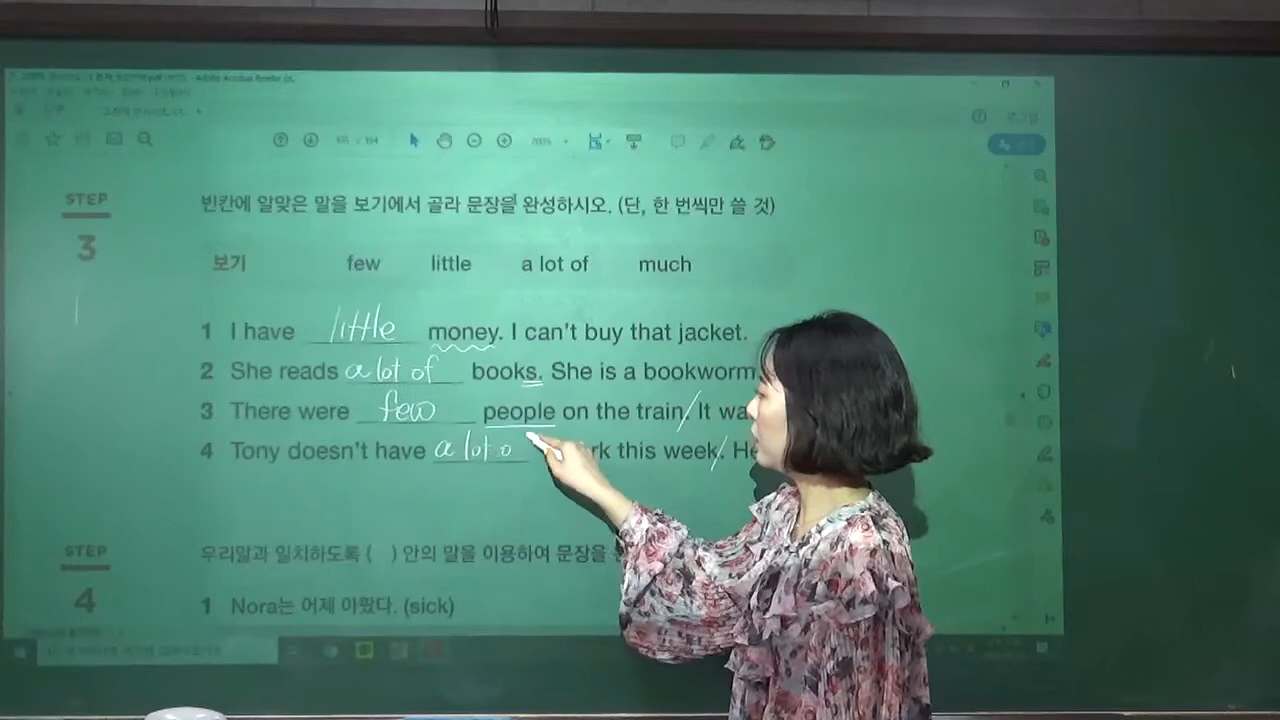 Adobe Acrobat Reader DC
200%
STEP
3
빈칸에 알맞은 말을 보기에서 골라 문장을 완성하시오. (단, 한 번씩만 쓸 것)
보기 few little a lot of much
1 I have little money. I can't buy that jacket.
2 She reads a lot of books. She is a bookworm
3 There were few people on the train/ It wa
4 Tony doesn't have a lot o rk this week/ He
STEP
4
우리말과 일치하도록 ( ) 안의 말을 이용하여 문장을
1 Nora는 어제 아팠다. (sick)